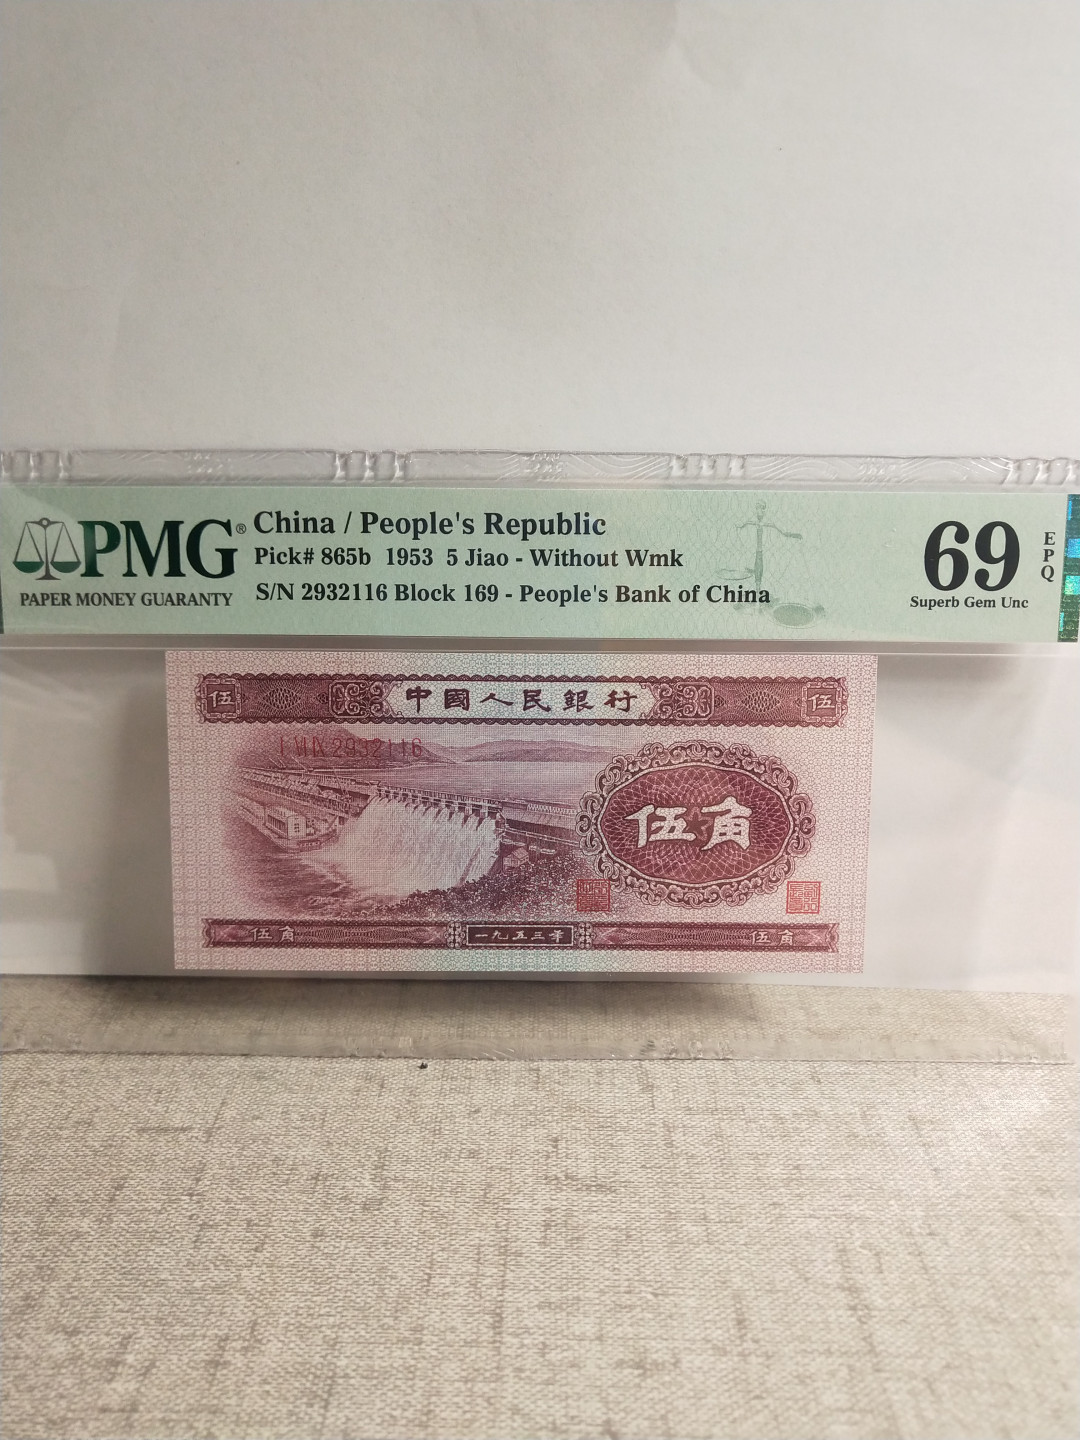 PMG®
PAPER MONEY GUARANTY
China / People's Republic
Pick# 865b 1953 5 Jiao - Without Wmk
S/N 2932116 Block 169 - People's Bank of China
69
EPQ
Superb Gem Unc
伍 中國人民銀行 伍
I VI IX 2932116
伍角
伍角 一九五三年 伍角